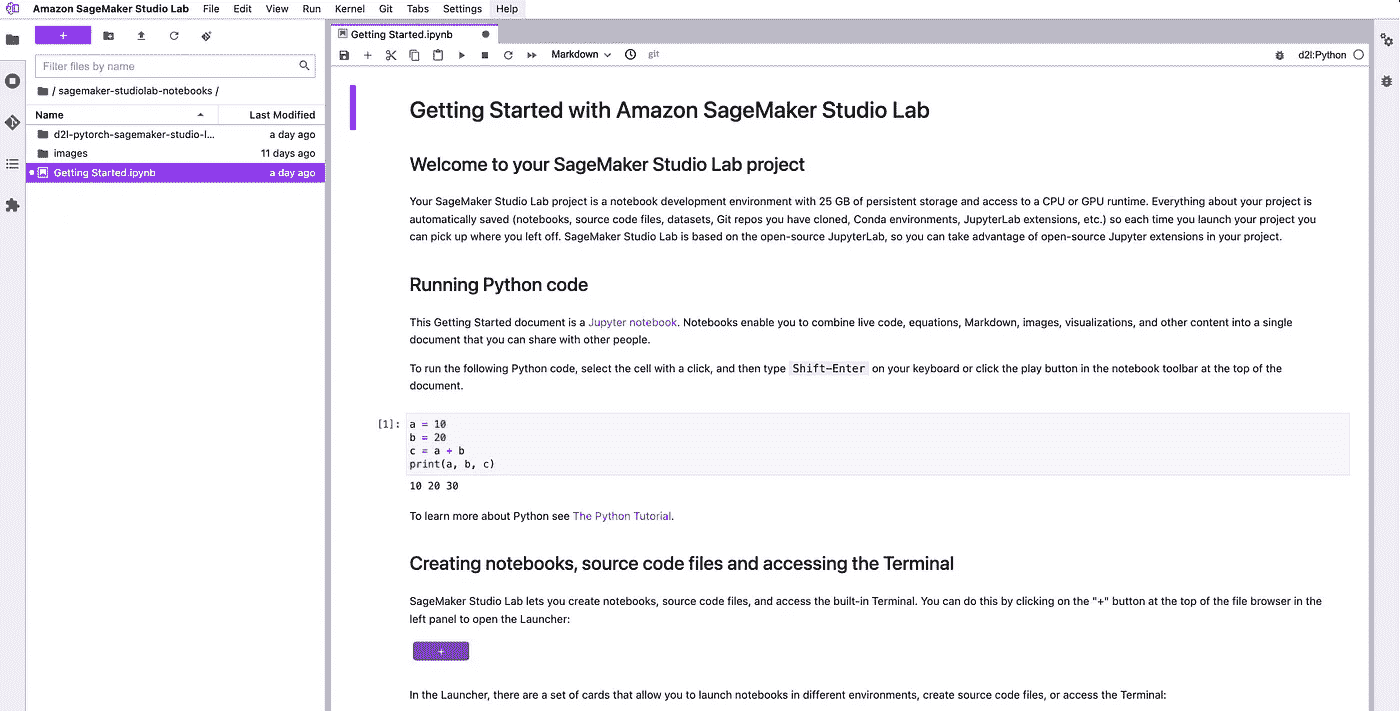 Amazon SageMaker Studio Lab File Edit View Run Kernel Git Tabs Settings Help
+
Filter files by name
/ sagemaker-studiolab-notebooks /
Name Last Modified
d2l-pytorch-sagemaker-studio-l... a day ago
images 11 days ago
Getting Started.ipynb a day ago
Getting Started.ipynb
Markdown git d2l:Python
Getting Started with Amazon SageMaker Studio Lab
Welcome to your SageMaker Studio Lab project
Your SageMaker Studio Lab project is a notebook development environment with 25 GB of persistent storage and access to a CPU or GPU runtime. Everything about your project is
automatically saved (notebooks, source code files, datasets, Git repos you have cloned, Conda environments, JupyterLab extensions, etc.) so each time you launch your project you
can pick up where you left off. SageMaker Studio Lab is based on the open-source JupyterLab, so you can take advantage of open-source Jupyter extensions in your project.
Running Python code
This Getting Started document is a Jupyter notebook. Notebooks enable you to combine live code, equations, Markdown, images, visualizations, and other content into a single
document that you can share with other people.
To run the following Python code, select the cell with a click, and then type Shift-Enter on your keyboard or click the play button in the notebook toolbar at the top of the
document.
[1]: a = 10
b = 20
c = a + b
print(a, b, c)
10 20 30
To learn more about Python see The Python Tutorial.
Creating notebooks, source code files and accessing the Terminal
SageMaker Studio Lab lets you create notebooks, source code files, and access the built-in Terminal. You can do this by clicking on the "+" button at the top of the file browser in the
left panel to open the Launcher:
+
In the Launcher, there are a set of cards that allow you to launch notebooks in different environments, create source code files, or access the Terminal: